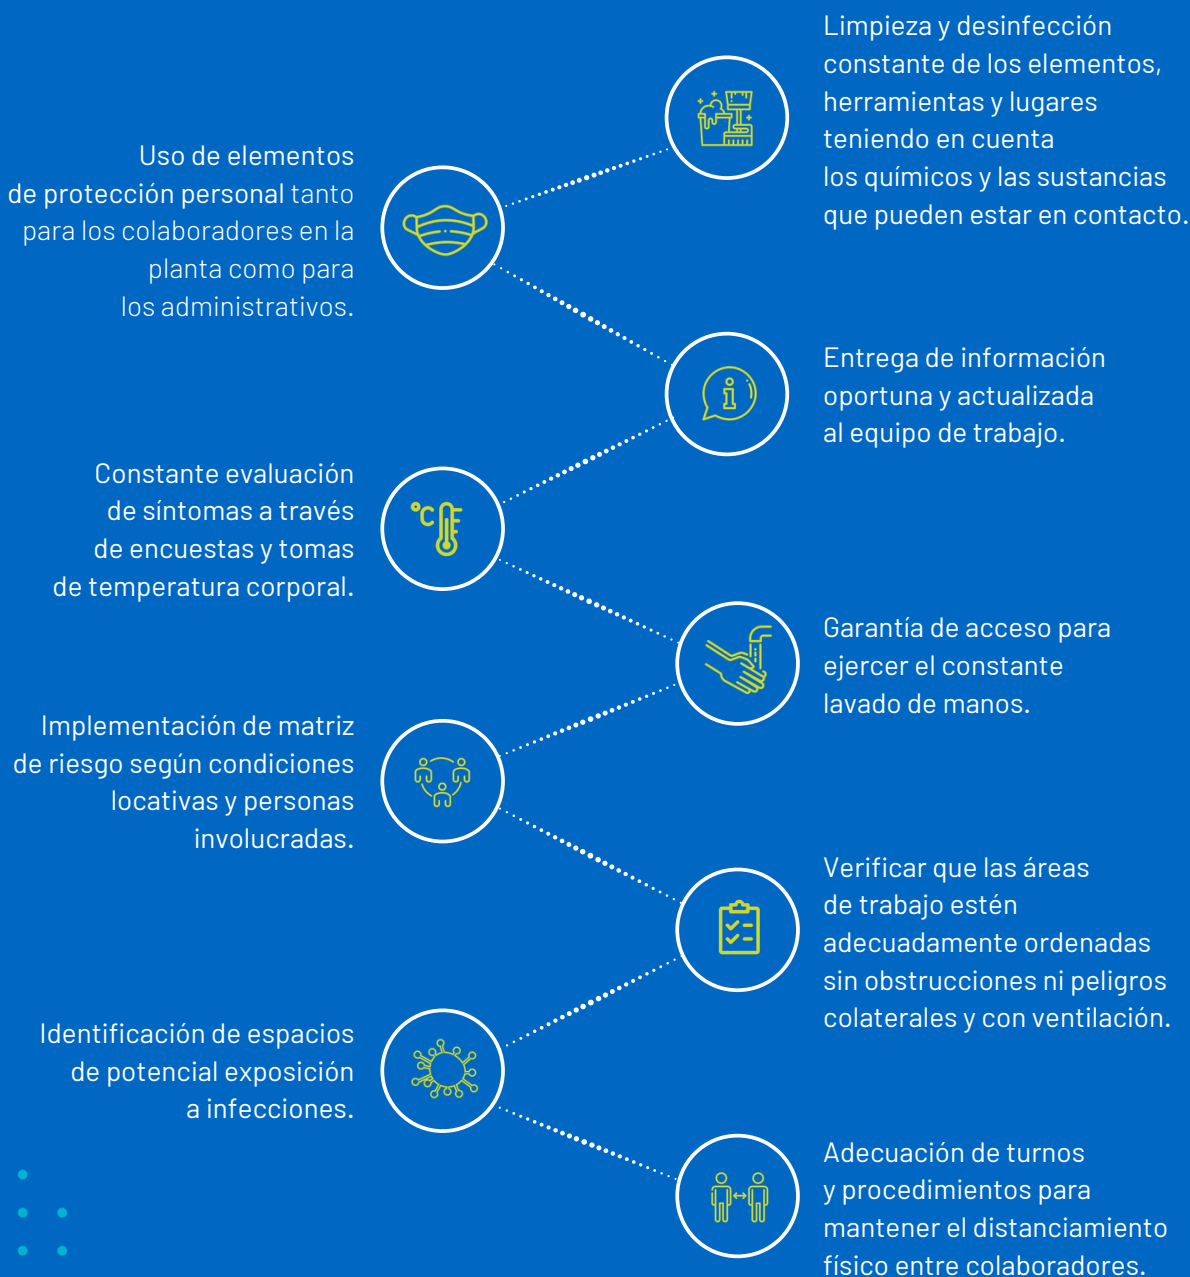 Limpieza y desinfección
constante de los elementos,
herramientas y lugares
teniendo en cuenta
los químicos y las sustancias
que pueden estar en contacto.
Uso de elementos
de protección personal tanto
para los colaboradores en la
planta como para
los administrativos.
Entrega de información
oportuna y actualizada
al equipo de trabajo.
Constante evaluación
de síntomas a través
de encuestas y tomas
de temperatura corporal.
°C
Garantía de acceso para
ejercer el constante
lavado de manos.
Implementación de matriz
de riesgo según condiciones
locativas y personas
involucradas.
Verificar que las áreas
de trabajo estén
adecuadamente ordenadas
sin obstrucciones ni peligros
colaterales y con ventilación.
Identificación de espacios
de potencial exposición
a infecciones.
Adecuación de turnos
y procedimientos para
mantener el distanciamiento
físico entre colaboradores.